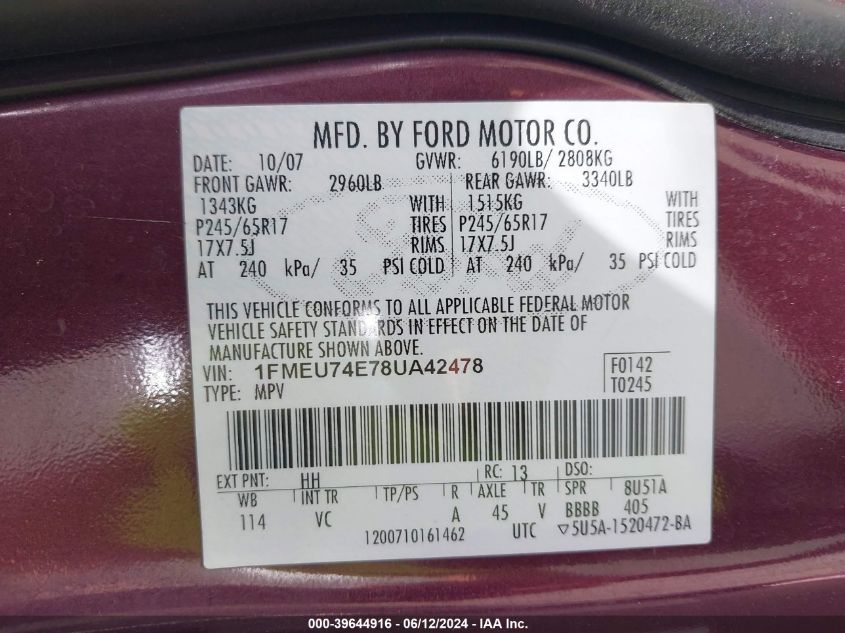 MFD. BY FORD MOTOR CO.
DATE: 10/07 GVWR: 6190LB/ 2808KG
FRONT GAWR: 2960LB REAR GAWR: 3340LB
1343KG WITH 1515KG WITH
P245/65R17 TIRES P245/65R17 TIRES
17X7.5J RIMS 17X7.5J RIMS
AT 240 kPa/ 35 PSI COLD AT 240 kPa/ 35 PSI COLD
THIS VEHICLE CONFORMS TO ALL APPLICABLE FEDERAL MOTOR
VEHICLE SAFETY STANDARDS IN EFFECT ON THE DATE OF
MANUFACTURE SHOWN ABOVE.
VIN: 1FMEU74E78UA42478 F0142
TYPE: MPV T0245
EXT PNT: HH RC: 13 DSO:
WB INT TR TP/PS R AXLE TR SPR 8U51A
114 VC A 45 V BBBB 405
1200710161462 UTC ▽5U5A-1520472-BA
000-39644916 / 06/12/2024 - IAA Inc.